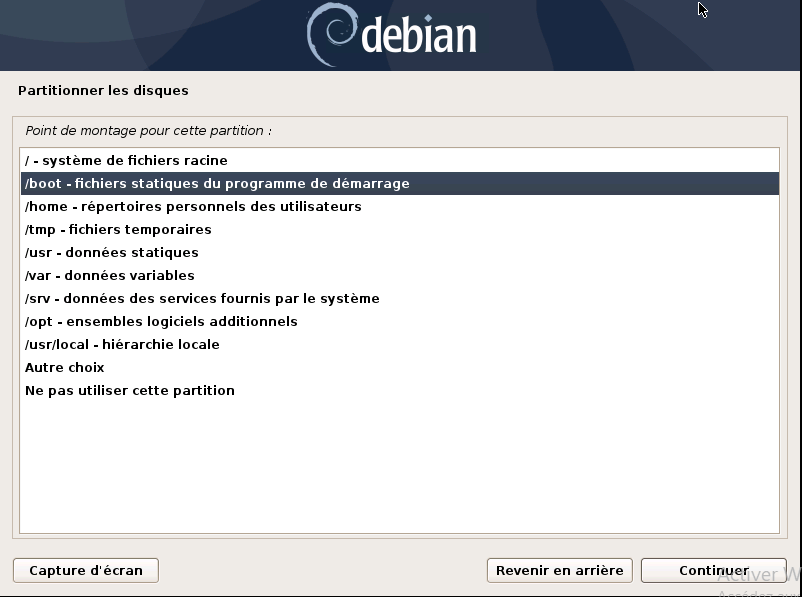 debian
Partitionner les disques
Point de montage pour cette partition :
/ - système de fichiers racine
/boot - fichiers statiques du programme de démarrage
/home - répertoires personnels des utilisateurs
/tmp - fichiers temporaires
/usr - données statiques
/var - données variables
/srv - données des services fournis par le système
/opt - ensembles logiciels additionnels
/usr/local - hiérarchie locale
Autre choix
Ne pas utiliser cette partition
Capture d'écran
Revenir en arrière
Continuer
Activer W